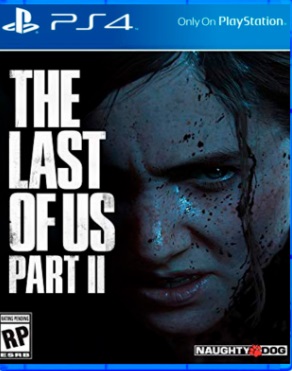 PS4
Only On PlayStation®
THE
LAST
OF US
PART II
RATING PENDING
RP
ESRB
NAUGHTY DOG